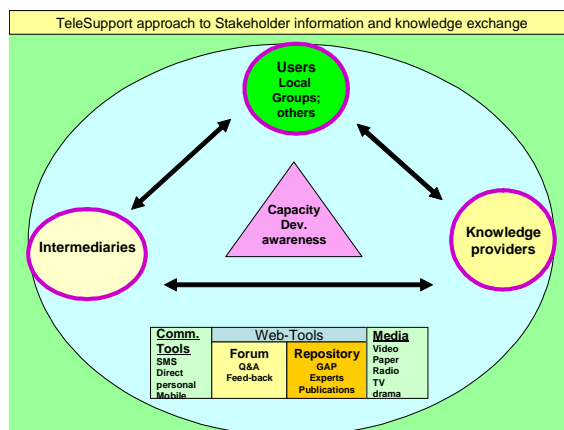 TeleSupport approach to Stakeholder information and knowledge exchange
Users
Local
Groups;
others
Capacity
Dev.
awareness
Intermediaries
Knowledge
providers
Comm.
Tools
SMS
Direct
personal
Mobile
Web-Tools
Forum
Q&A
Feed-back
Repository
GAP
Experts
Publications
Media
Video
Paper
Radio
TV
drama